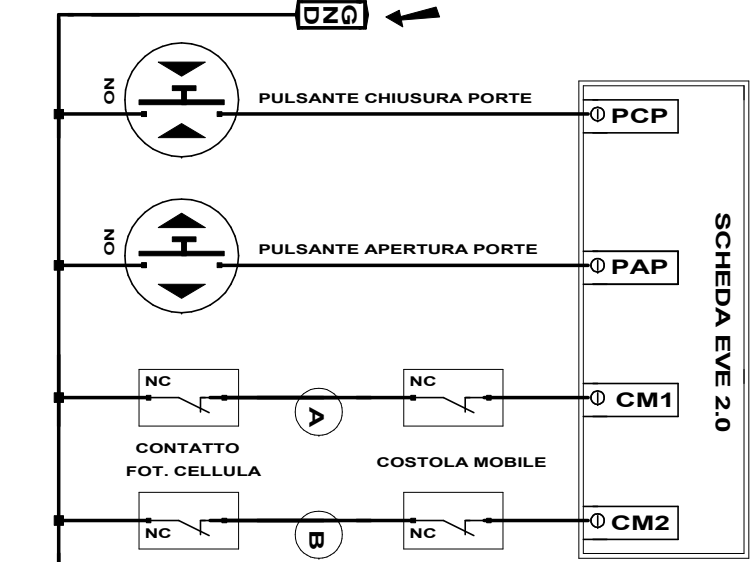 GND
NO
PULSANTE CHIUSURA PORTE
PCP
NO
PULSANTE APERTURA PORTE
PAP
SCHEDA EVE 2.0
NC
NC
A
CM1
CONTATTO
FOT. CELLULA
COSTOLA MOBILE
NC
NC
B
CM2